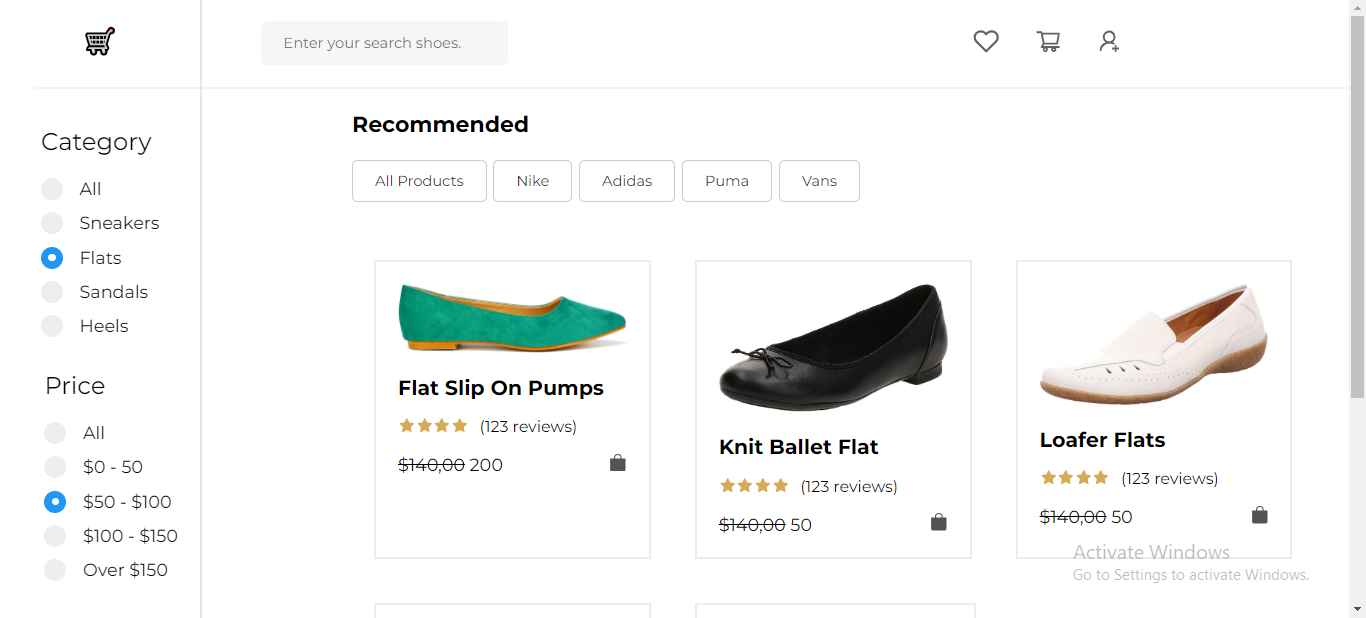 Enter your search shoes.
Category
All
Sneakers
Flats
Sandals
Heels
Price
All
$0 - 50
$50 - $100
$100 - $150
Over $150
Recommended
All Products
Nike
Adidas
Puma
Vans
Flat Slip On Pumps
(123 reviews)
$140,00 200
Knit Ballet Flat
(123 reviews)
$140,00 50
Loafer Flats
(123 reviews)
$140,00 50
Activate Windows
Go to Settings to activate Windows.